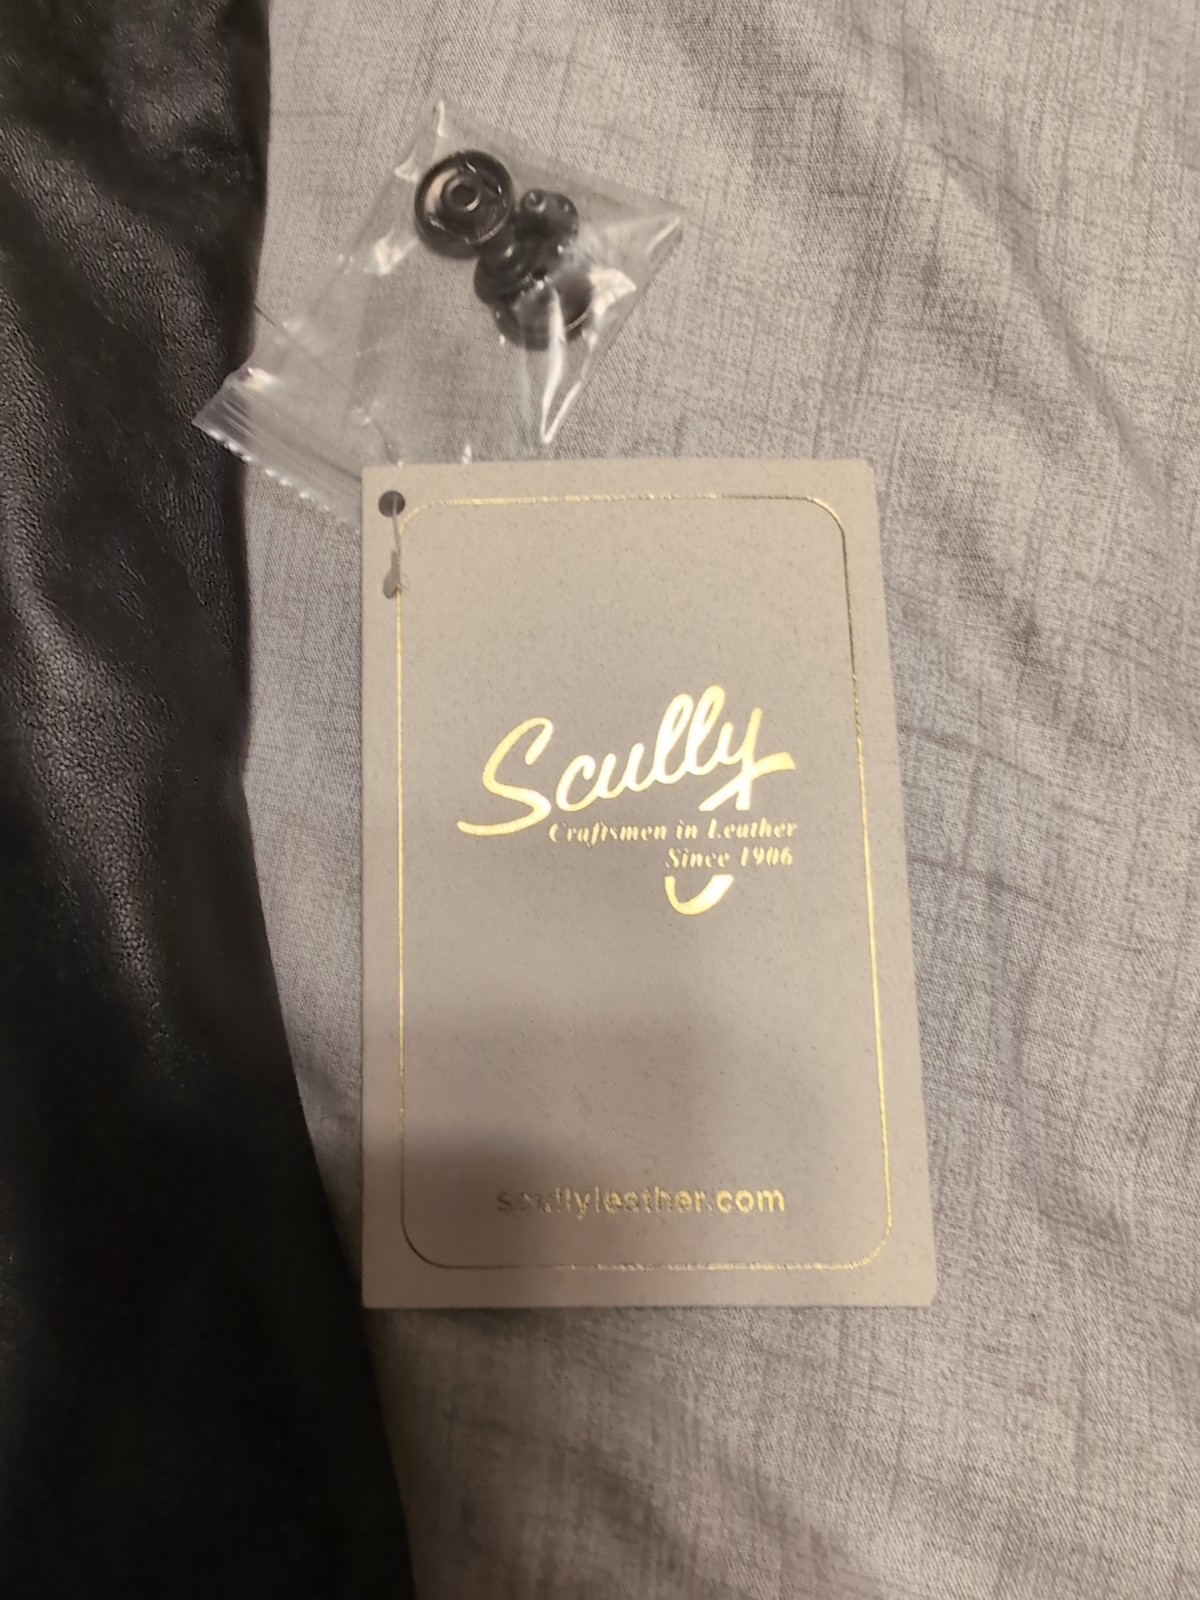 Scully
Craftsmen in Leather
Since 1906
scullyleather.com